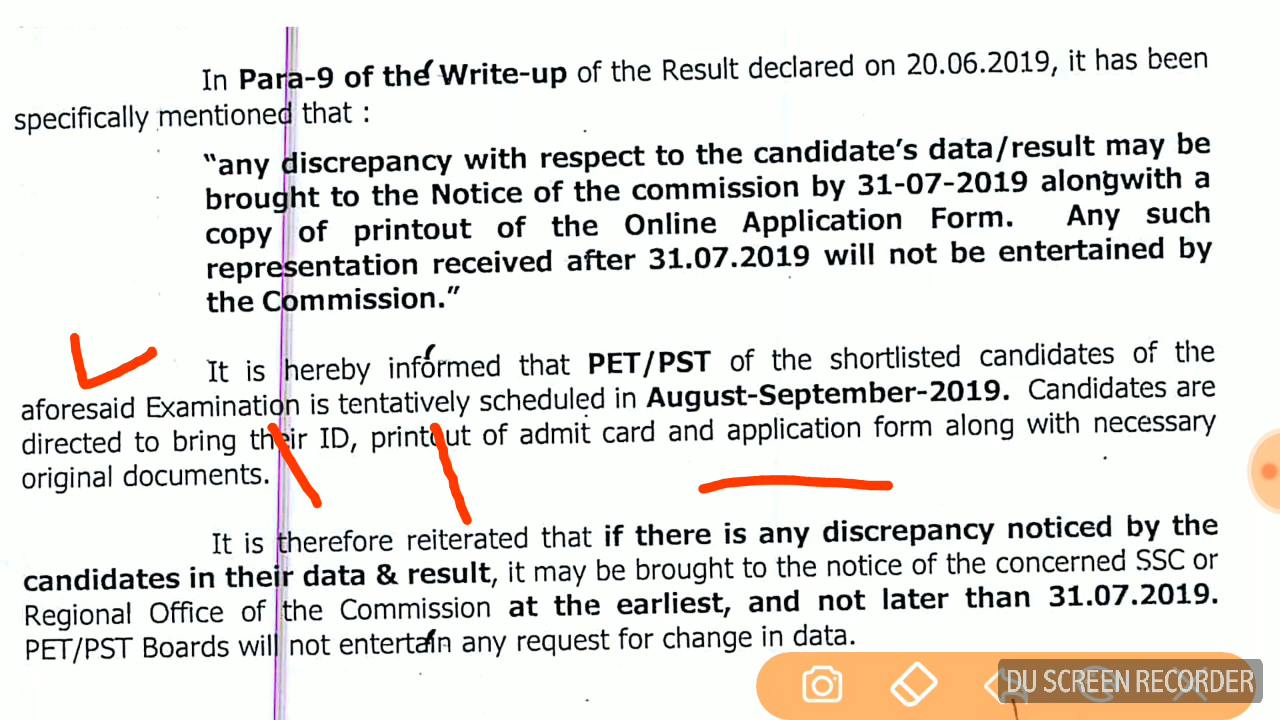 In Para-9 of the Write-up of the Result declared on 20.06.2019, it has been
specifically mentioned that :
“any discrepancy with respect to the candidate’s data/result may be
brought to the Notice of the commission by 31-07-2019 alongwith a
copy of printout of the Online Application Form. Any such
representation received after 31.07.2019 will not be entertained by
the Commission.”
It is hereby informed that PET/PST of the shortlisted candidates of the
aforesaid Examination is tentatively scheduled in August-September-2019. Candidates are
directed to bring their ID, printout of admit card and application form along with necessary
original documents.
It is therefore reiterated that if there is any discrepancy noticed by the
candidates in their data & result, it may be brought to the notice of the concerned SSC or
Regional Office of the Commission at the earliest, and not later than 31.07.2019.
PET/PST Boards will not entertain any request for change in data.
DU SCREEN RECORDER